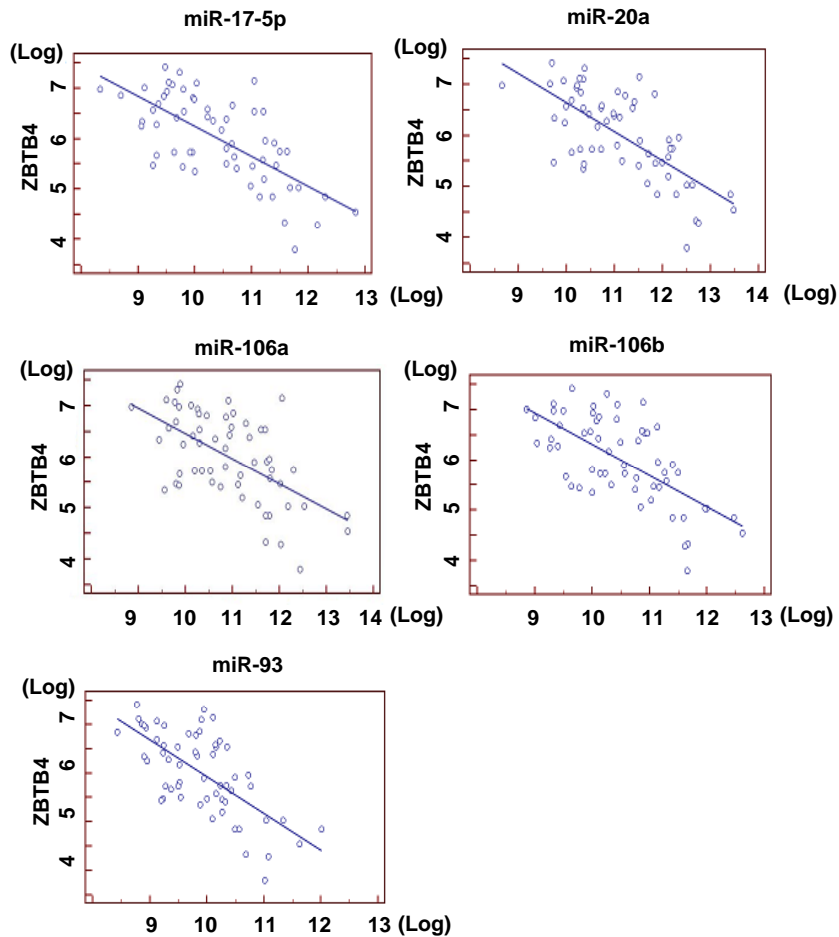 miR-17-5p
(Log)
ZBTB4
7
6
5
4
9 10 11 12 13 (Log)
miR-20a
(Log)
ZBTB4
7
6
5
4
9 10 11 12 13 14 (Log)
miR-106a
(Log)
ZBTB4
7
6
5
4
9 10 11 12 13 14 (Log)
miR-106b
(Log)
ZBTB4
7
6
5
4
9 10 11 12 13 (Log)
miR-93
(Log)
ZBTB4
7
6
5
4
9 10 11 12 13 (Log)